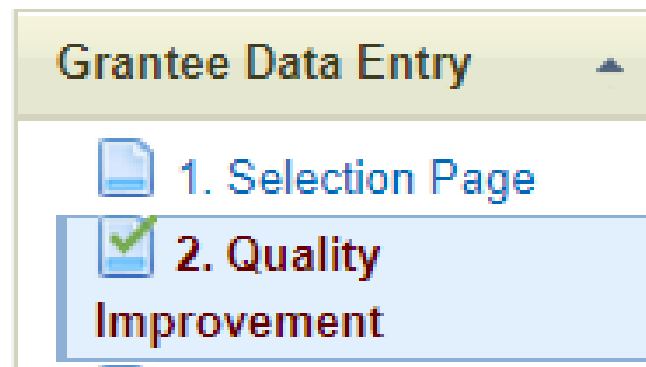 Grantee Data Entry
1. Selection Page
2. Quality
Improvement